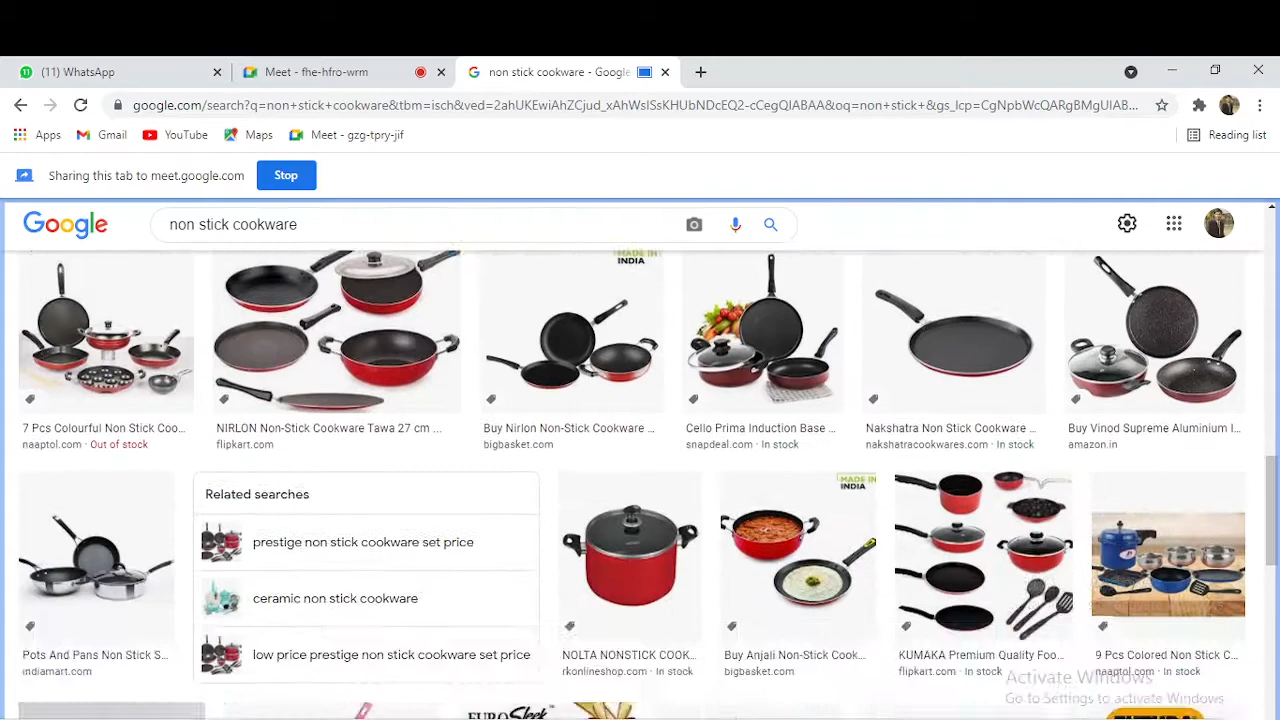 (11) WhatsApp
Meet - fhe-hfro-wrm
non stick cookware - Google
google.com/search?q=non+stick+cookware&tbm=isch&ved=2ahUKEwiAhZCjud_xAhWsISsKHUbNDcEQ2-cCegQIABAA&oq=non+stick+&gs_lcp=CgNpbWcQARgBMgUIAB...
Apps
Gmail
YouTube
Maps
Meet - gzg-tpry-jif
Reading list
Sharing this tab to meet.google.com
Stop
Google
non stick cookware
MADE IN
INDIA
7 Pcs Colourful Non Stick Coo...
naaptol.com · Out of stock
NIRLON Non-Stick Cookware Tawa 27 cm ...
flipkart.com
Buy Nirlon Non-Stick Cookware ...
bigbasket.com
Cello Prima Induction Base ...
snapdeal.com · In stock
Nakshatra Non Stick Cookware ...
nakshatracookwares.com · In stock
Buy Vinod Supreme Aluminium I...
amazon.in
Related searches
prestige non stick cookware set price
ceramic non stick cookware
low price prestige non stick cookware set price
MADE IN
INDIA
Pots And Pans Non Stick S...
indiamart.com
NOLTA NONSTICK COOK...
rkonlineshop.com · In stock
Buy Anjali Non-Stick Cook...
bigbasket.com
KUMAKA Premium Quality Foo...
flipkart.com · In stock
9 Pcs Colored Non Stick C...
naaptol.com · In stock
Activate Windows
Go to Settings to activate Windows
EUROSleek